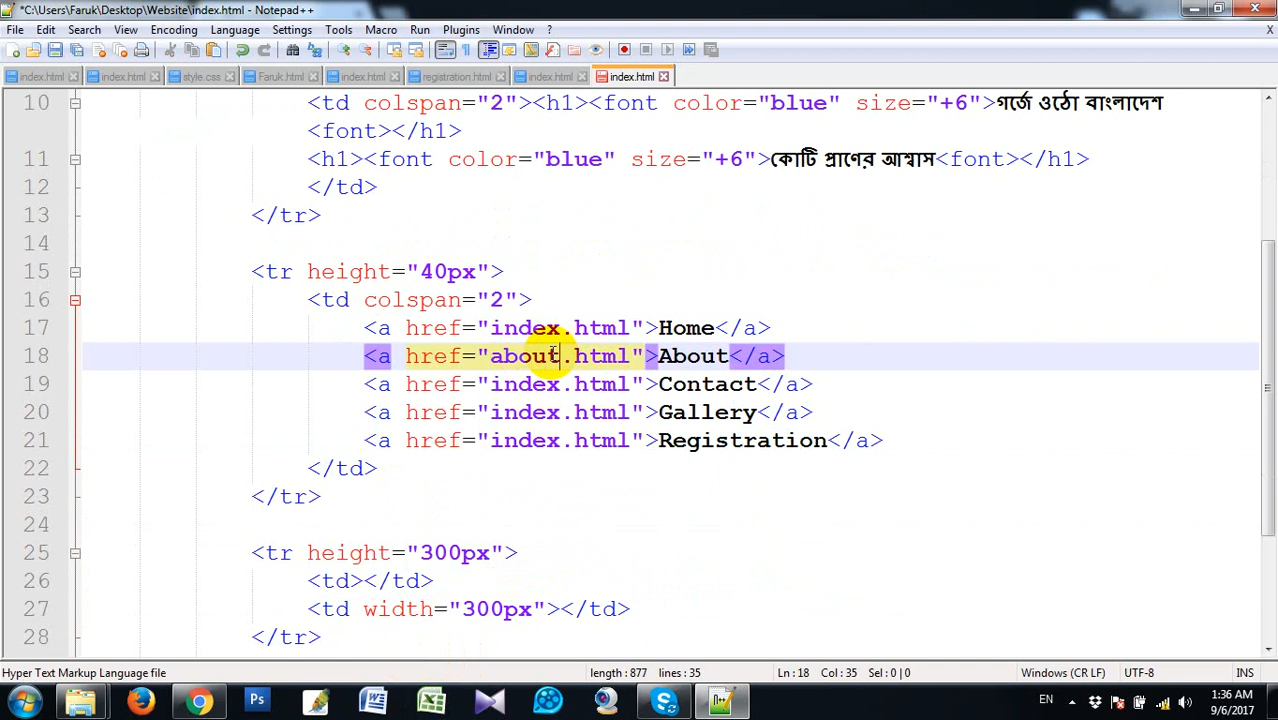 *C:\Users\Faruk\Desktop\Website\index.html - Notepad++
File Edit Search View Encoding Language Settings Tools Macro Run Plugins Window ? X
index.html index.html style.css Faruk.html index.html registration.html index.html index.html
10 <td colspan="2"><h1><font color="blue" size="+6">গর্জে ওঠো বাংলাদেশ
<font></h1>
11 <h1><font color="blue" size="+6">কোটি প্রাণের আশ্বাস<font></h1>
12 </td>
13 </tr>
14
15 <tr height="40px">
16 <td colspan="2">
17 <a href="index.html">Home</a>
18 <a href="about.html">About</a>
19 <a href="index.html">Contact</a>
20 <a href="index.html">Gallery</a>
21 <a href="index.html">Registration</a>
22 </td>
23 </tr>
24
25 <tr height="300px">
26 <td></td>
27 <td width="300px"></td>
28 </tr>
Hyper Text Markup Language file length : 877 lines : 35 Ln : 18 Col : 35 Sel : 0 | 0 Windows (CR LF) UTF-8 INS
Ps EN 1:36 AM
9/6/2017